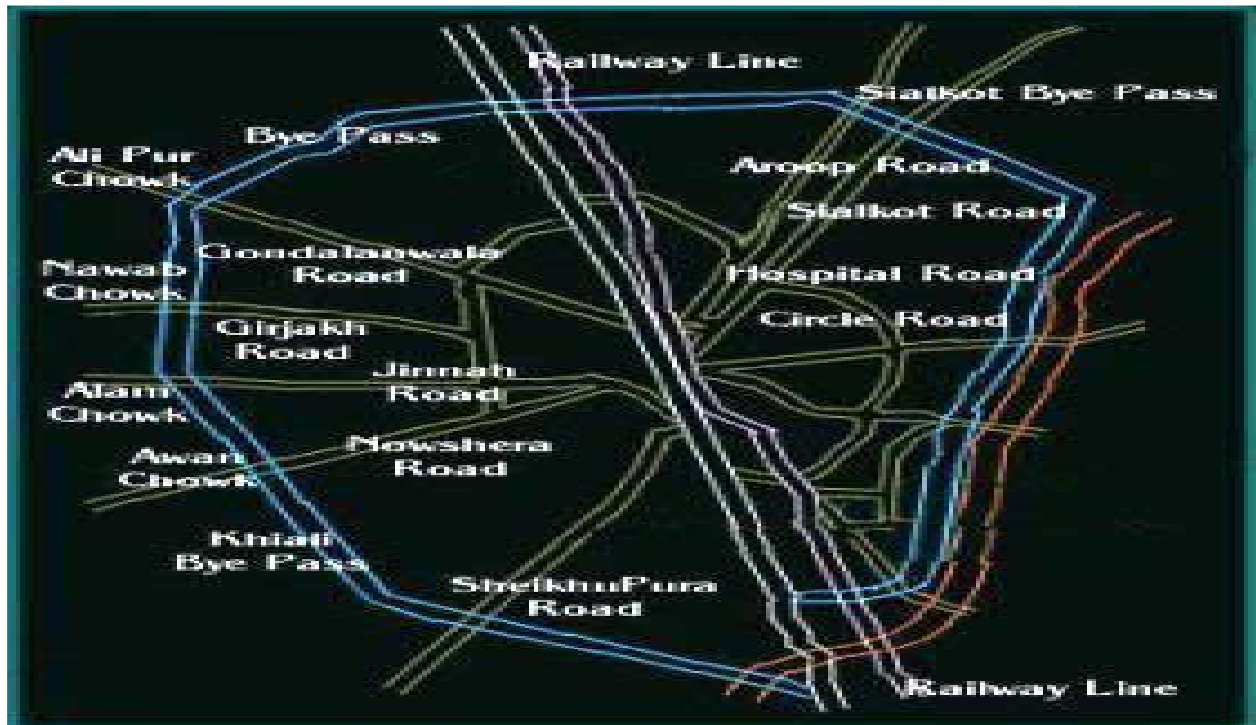 Railway Line
Sialkot Bye Pass
Bye Pass
Ali Pur
Chowk
Aroop Road
Sialkot Road
Gondalanwala
Road
Nawab
Chowk
Hospital Road
Circle Road
Girjakh
Road
Jinnah
Road
Alam
Chowk
Nowshera
Road
Awan
Chowk
Khiali
Bye Pass
SheikhuPura
Road
Railway Line